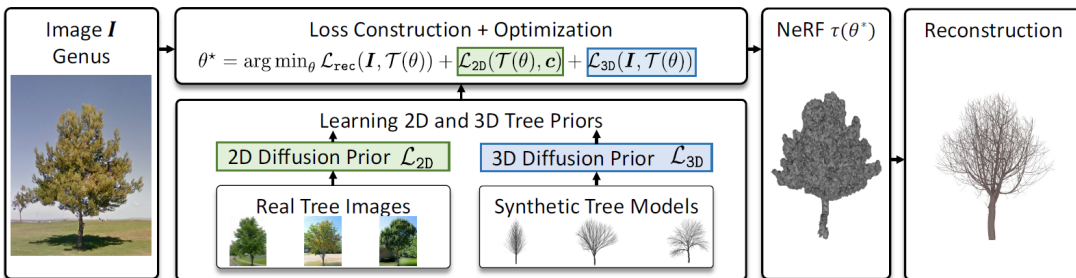 Image I
Genus
Loss Construction + Optimization
θ⋆ = arg min_θ ℒ_rec(I, 𝒯(θ)) + ℒ_2D(𝒯(θ), c) + ℒ_3D(I, 𝒯(θ))
Learning 2D and 3D Tree Priors
2D Diffusion Prior ℒ_2D
3D Diffusion Prior ℒ_3D
Real Tree Images
Synthetic Tree Models
NeRF τ(θ*)
Reconstruction